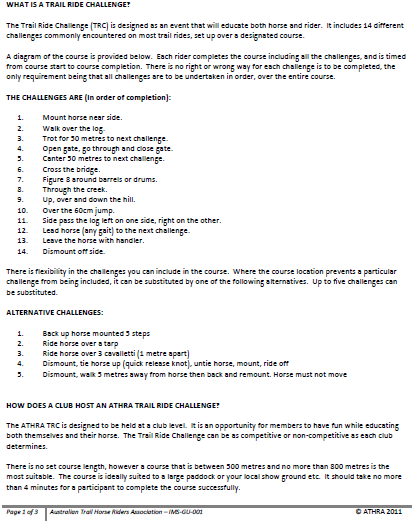 WHAT IS A TRAIL RIDE CHALLENGE?
The Trail Ride Challenge (TRC) is designed as an event that will educate both horse and rider. It includes 14 different
challenges commonly encountered on most trail rides, set up over a designated course.
A diagram of the course is provided below. Each rider completes the course including all the challenges, and is timed
from course start to course completion. There is no right or wrong way for each challenge is to be completed, the
only requirement being that all challenges are to be undertaken in order, over the entire course.
THE CHALLENGES ARE (In order of completion):
1. Mount horse near side.
2. Walk over the log.
3. Trot for 50 metres to next challenge.
4. Open gate, go through and close gate.
5. Canter 50 metres to next challenge.
6. Cross the bridge.
7. Figure 8 around barrels or drums.
8. Through the creek.
9. Up, over and down the hill.
10. Over the 60cm jump.
11. Side pass the log left on one side, right on the other.
12. Lead horse (any gait) to the next challenge.
13. Leave the horse with handler.
14. Dismount off side.
There is flexibility in the challenges you can include in the course. Where the course location prevents a particular
challenge from being included, it can be substituted by one of the following alternatives. Up to five challenges can
be substituted.
ALTERNATIVE CHALLENGES:
1. Back up horse mounted 5 steps
2. Ride horse over a tarp
3. Ride horse over 3 cavalletti (1 metre apart)
4. Dismount, tie horse up (quick release knot), untie horse, mount, ride off
5. Dismount, walk 5 metres away from horse then back and remount. Horse must not move
HOW DOES A CLUB HOST AN ATHRA TRAIL RIDE CHALLENGE?
The ATHRA TRC is designed to be held at a club level. It is an opportunity for members to have fun while educating
both themselves and their horse. The Trail Ride Challenge can be as competitive or non-competitive as each club
determines.
There is no set course length, however a course that is between 500 metres and no more than 800 metres is the
most suitable. The course is ideally suited to a large paddock or your local show ground etc. It should take no more
than 4 minutes for a participant to complete the course successfully.
Page 1 of 3 Australian Trail Horse Riders Association – IMS-GU-001 © ATHRA 2011